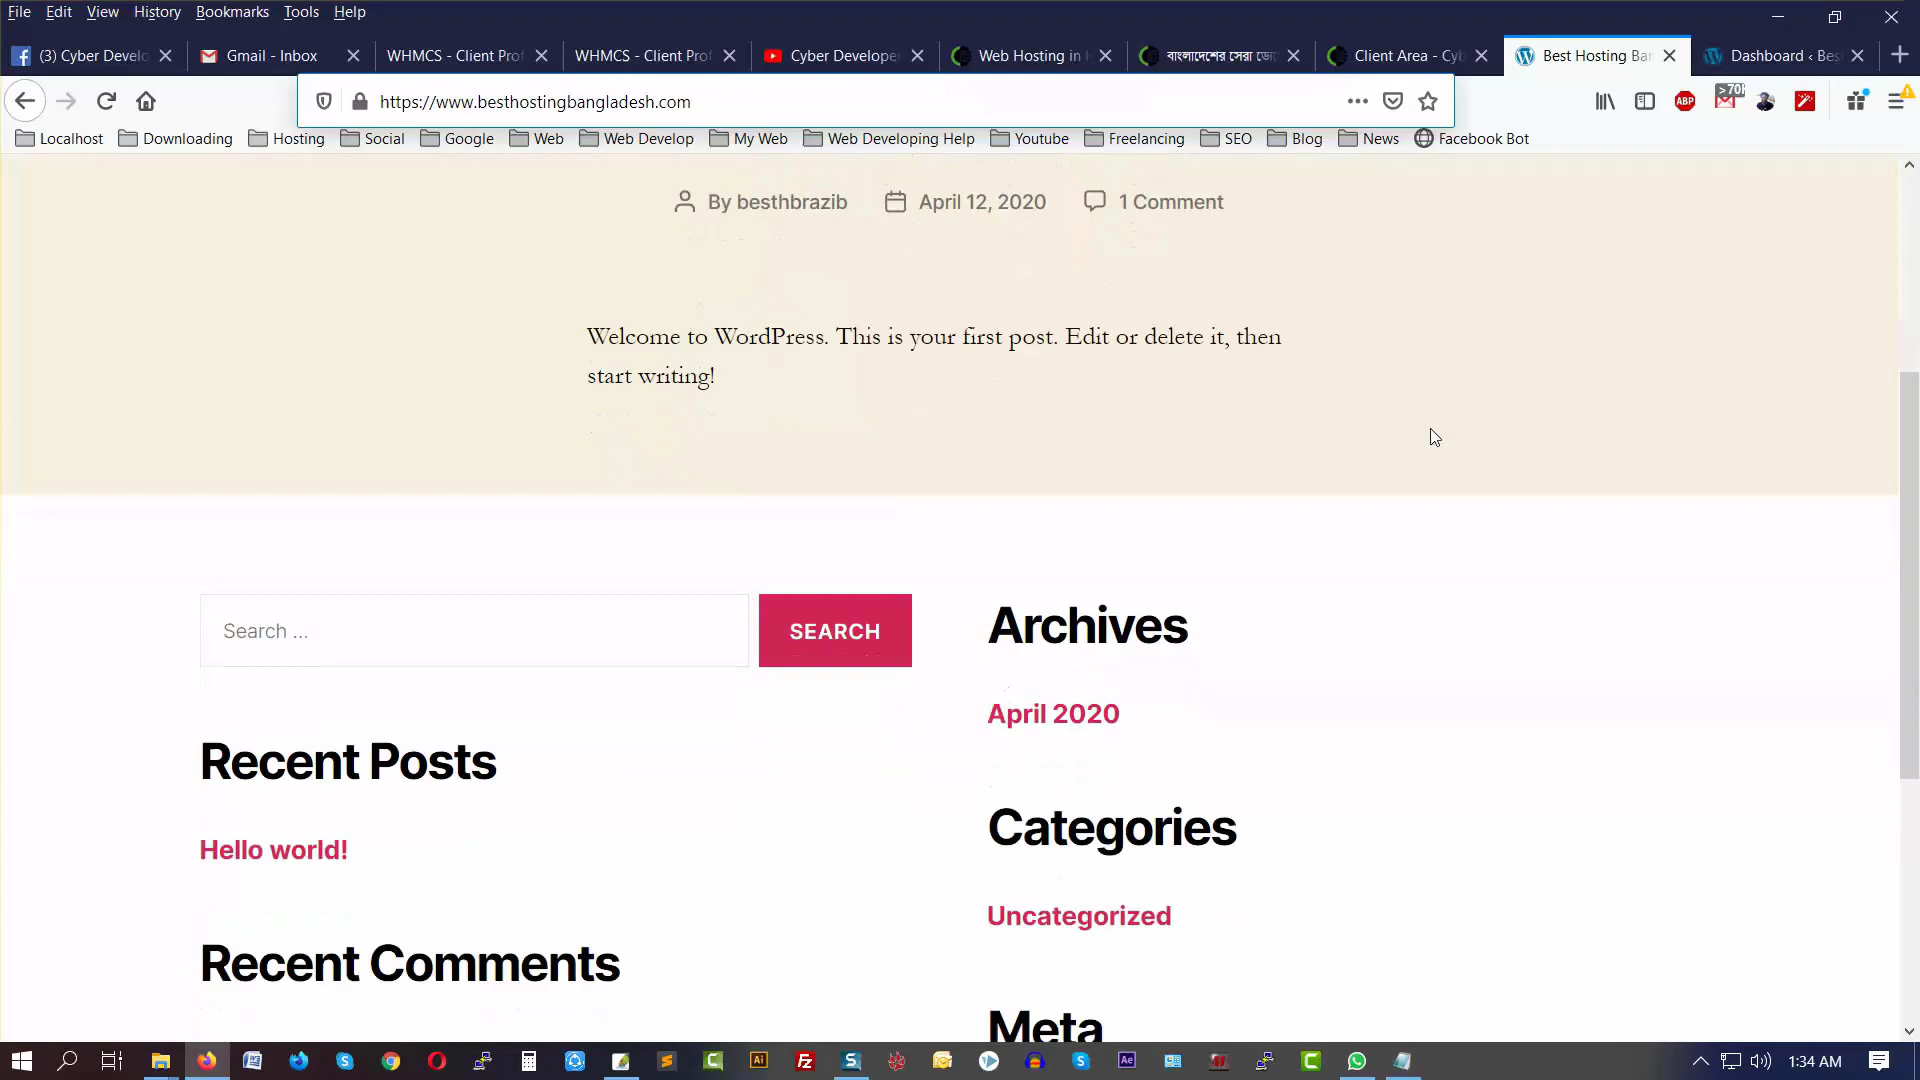 File Edit View History Bookmarks Tools Help
(3) Cyber Develo
Gmail - Inbox
WHMCS - Client Prof
WHMCS - Client Prof
Cyber Developer
Web Hosting in
বাংলাদেশের সেরা ডো
Client Area - Cyb
Best Hosting Ban
Dashboard ‹ Bes
https://www.besthostingbangladesh.com
ABP
>70k
Localhost Downloading Hosting Social Google Web Web Develop My Web Web Developing Help Youtube Freelancing SEO Blog News Facebook Bot
By besthbrazib April 12, 2020 1 Comment
Welcome to WordPress. This is your first post. Edit or delete it, then
start writing!
Search ...
SEARCH
Archives
April 2020
Recent Posts
Categories
Hello world!
Uncategorized
Recent Comments
Meta
1:34 AM